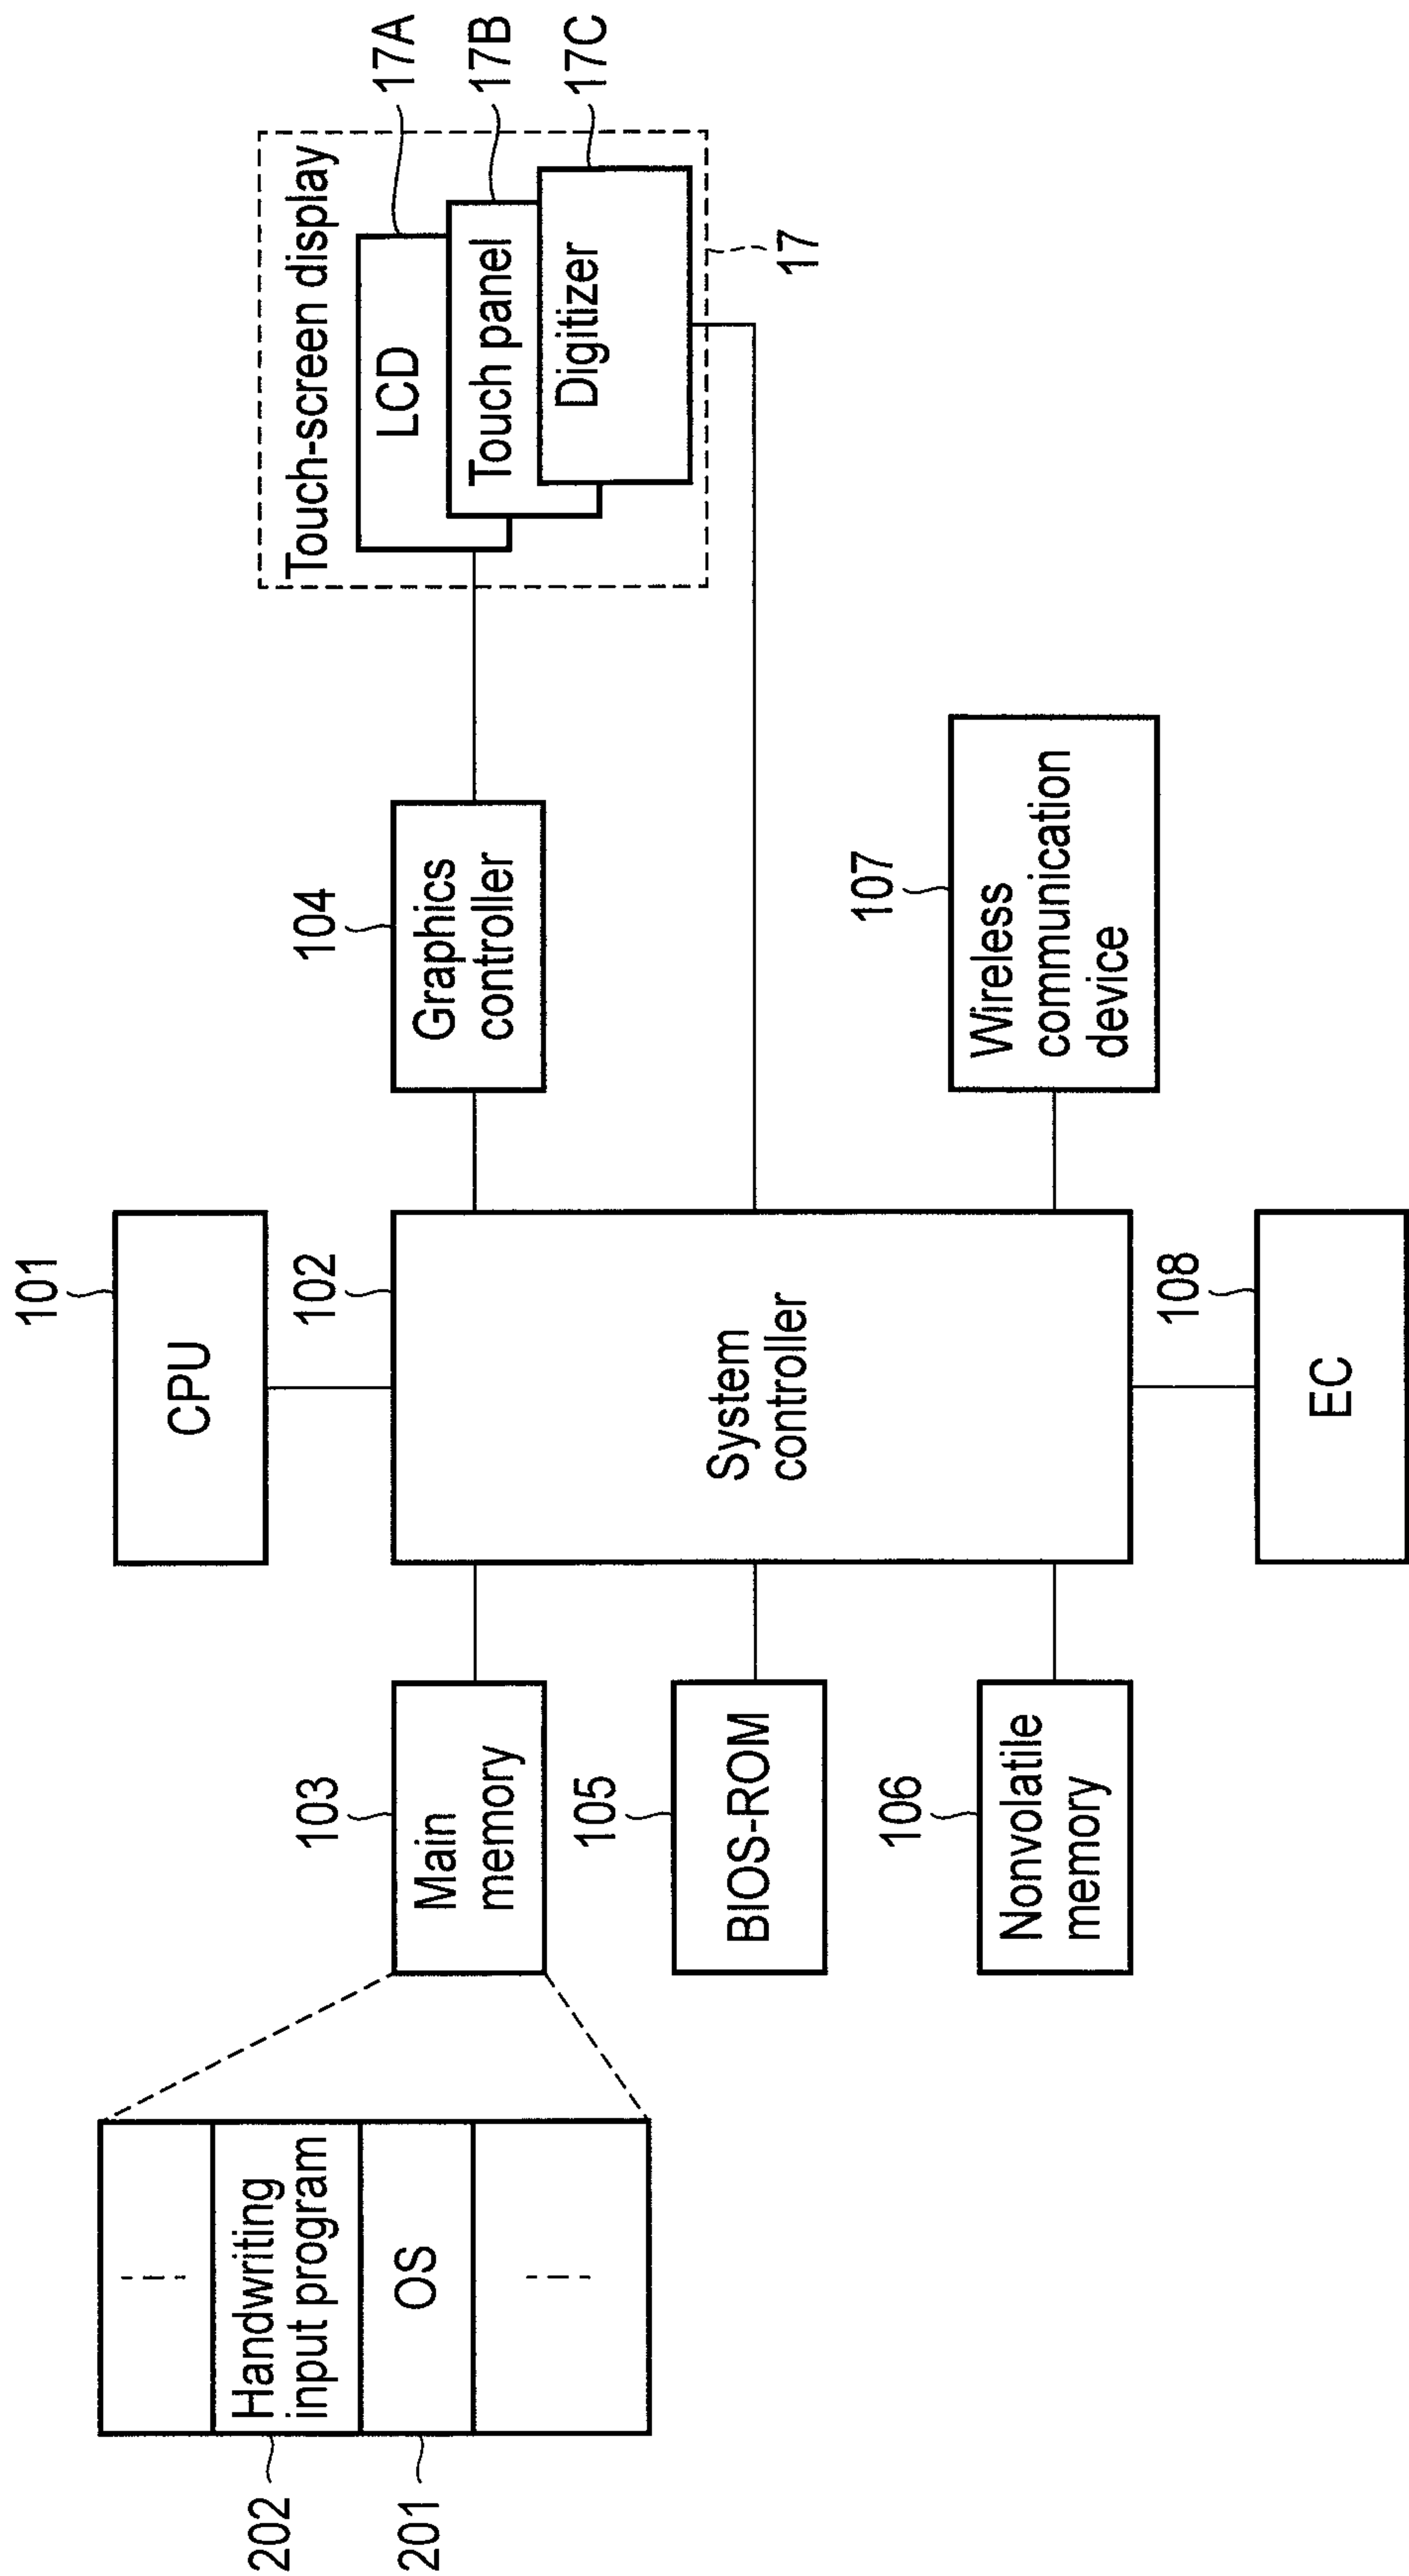 101
CPU
17A
17B
17C
Touch-screen display
LCD
Touch panel
Digitizer
17
202
Handwriting
input program
201
OS
103
Main
memory
102
System
controller
104
Graphics
controller
105
BIOS-ROM
106
Nonvolatile
memory
107
Wireless
communication
device
108
EC